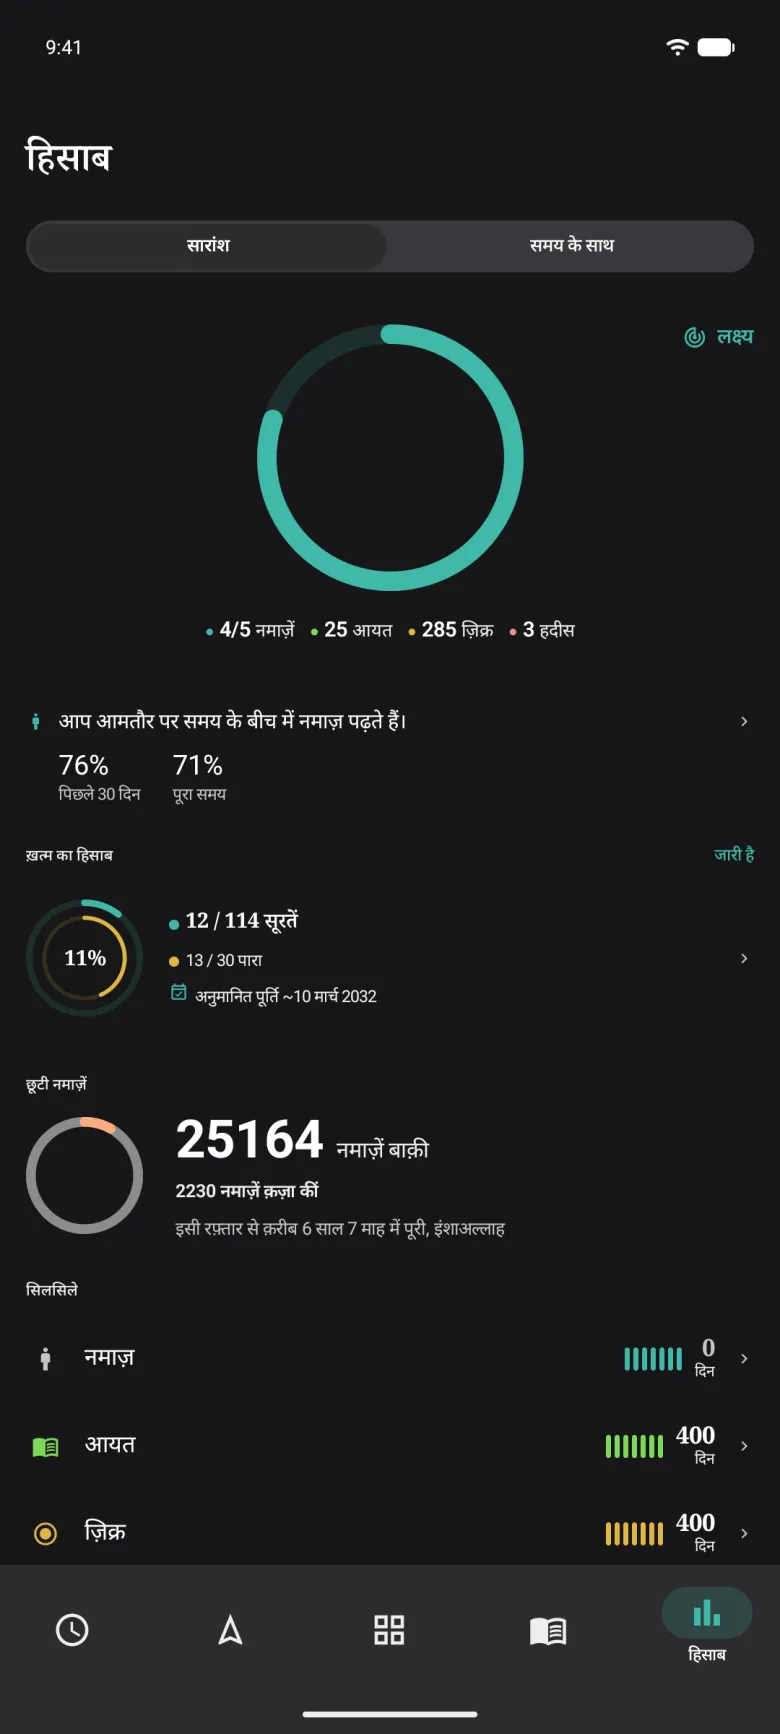 9:41
हिसाब
सारांश
समय के साथ
लक्ष्य
4/5 नमाज़ें 25 आयत 285 ज़िक्र 3 हदीस
आप आमतौर पर समय के बीच में नमाज़ पढ़ते हैं।
76% 71%
पिछले 30 दिन पूरा समय
ख़त्म का हिसाब जारी है
11%
12 / 114 सूरतें
13 / 30 पारा
अनुमानित पूर्ति ~10 मार्च 2032
छूटी नमाज़ें
25164 नमाज़ें बाक़ी
2230 नमाज़ें क़ज़ा कीं
इसी रफ़्तार से क़रीब 6 साल 7 माह में पूरी, इंशाअल्लाह
सिलसिले
नमाज़ 0 दिन
आयत 400 दिन
ज़िक्र 400 दिन
हिसाब